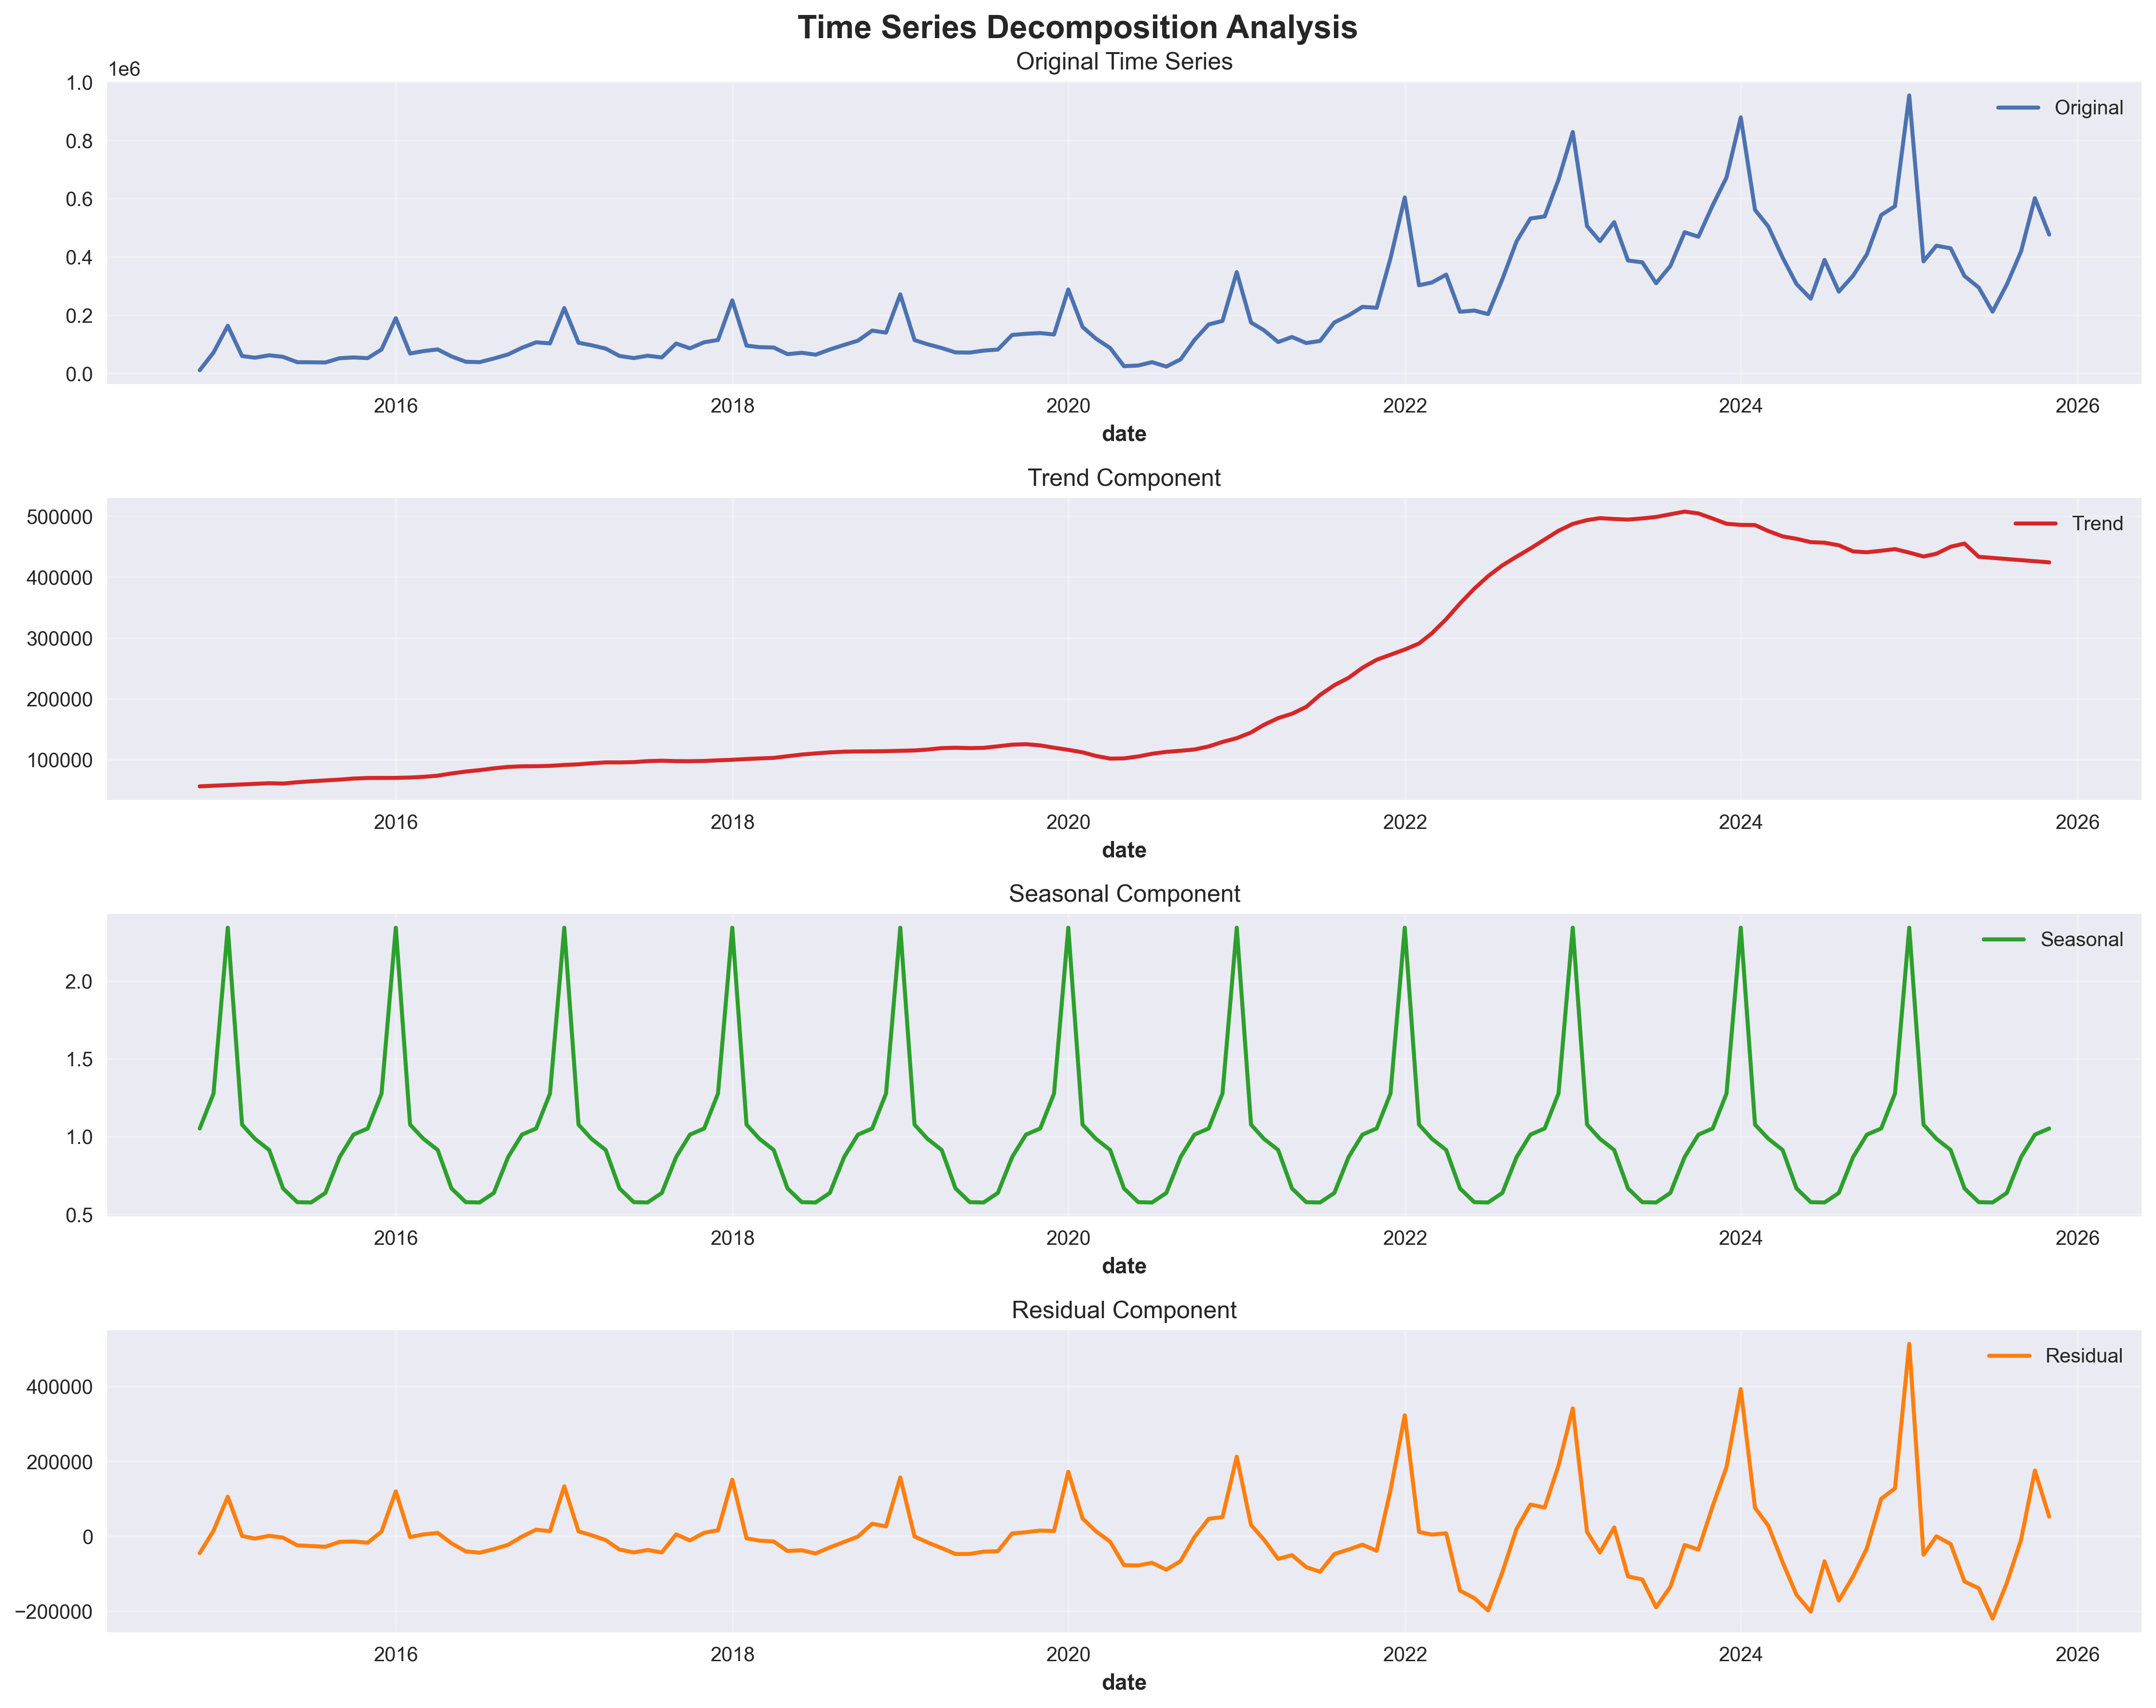 Time Series Decomposition Analysis
Original Time Series
1e6
1.0
Original
0.8
0.6
0.4
0.2
0.0
2016 2018 2020 2022 2024 2026
date
Trend Component
500000
Trend
400000
300000
200000
100000
2016 2018 2020 2022 2024 2026
date
Seasonal Component
Seasonal
2.0
1.5
1.0
0.5
2016 2018 2020 2022 2024 2026
date
Residual Component
Residual
400000
200000
0
−200000
2016 2018 2020 2022 2024 2026
date